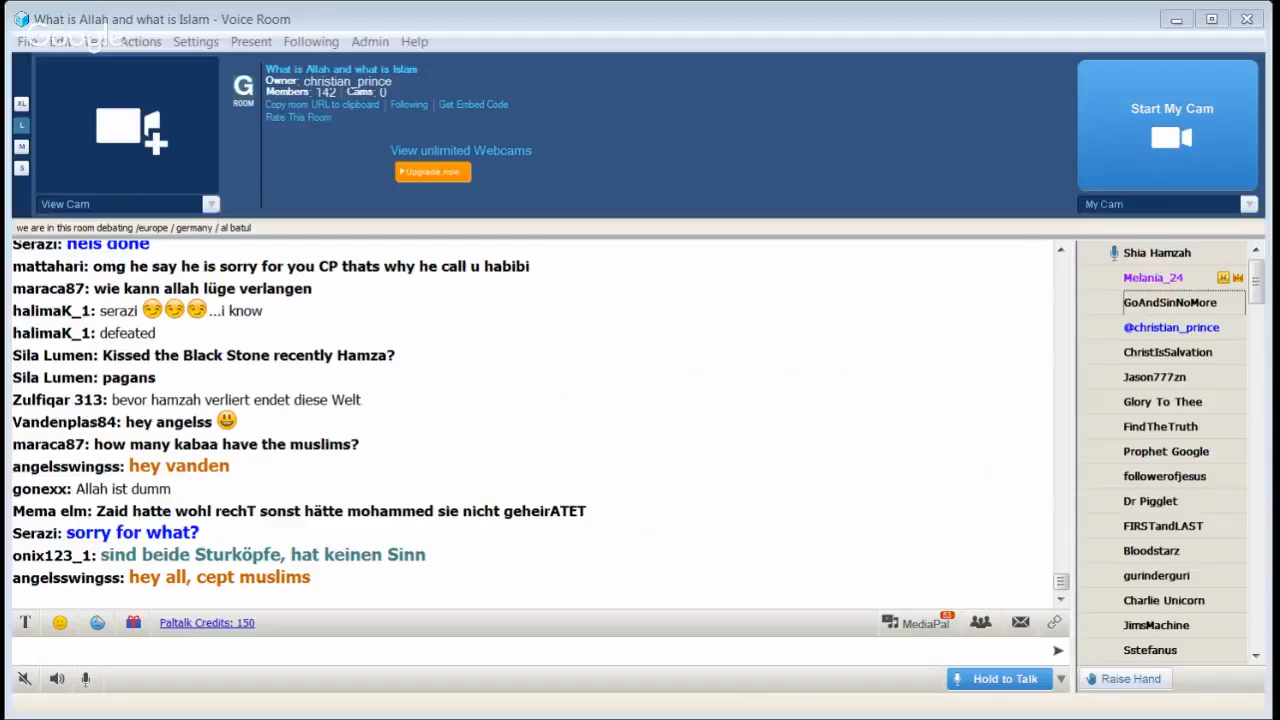 What is Allah and what is Islam - Voice Room
Google
Actions Settings Present Following Admin Help
What is Allah and what is Islam
Owner: christian_prince
Members: 142 Cams: 0
Copy room URL to clipboard | Following | Get Embed Code
Rate This Room
G
ROOM
View unlimited Webcams
Upgrade now
XL
L
M
S
View Cam
Start My Cam
My Cam
we are in this room debating /europe / germany / al batul
Serazi: heis done
mattahari: omg he say he is sorry for you CP thats why he call u habibi
maraca87: wie kann allah lüge verlangen
halimaK_1: serazi ...i know
halimaK_1: defeated
Sila Lumen: Kissed the Black Stone recently Hamza?
Sila Lumen: pagans
Zulfiqar 313: bevor hamzah verliert endet diese Welt
Vandenplas84: hey angelss
maraca87: how many kabaa have the muslims?
angelsswingss: hey vanden
gonexx: Allah ist dumm
Mema elm: Zaid hatte wohl rechT sonst hätte mohammed sie nicht geheirATET
Serazi: sorry for what?
onix123_1: sind beide Sturköpfe, hat keinen Sinn
angelsswingss: hey all, cept muslims
Shia Hamzah
Melania_24
GoAndSinNoMore
@christian_prince
ChristIsSalvation
Jason777zn
Glory To Thee
FindTheTruth
Prophet Google
followerofjesus
Dr Pigglet
FIRSTandLAST
Bloodstarz
gurinderguri
Charlie Unicorn
JimsMachine
Sstefanus
T
Paltalk Credits: 150
MediaPal
Hold to Talk
Raise Hand